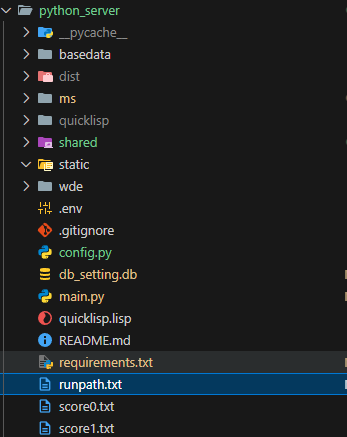 python_server
__pycache__
basedata
dist
ms
quicklisp
shared
static
wde
.env
.gitignore
config.py
db_setting.db
main.py
quicklisp.lisp
README.md
requirements.txt
runpath.txt
score0.txt
score1.txt